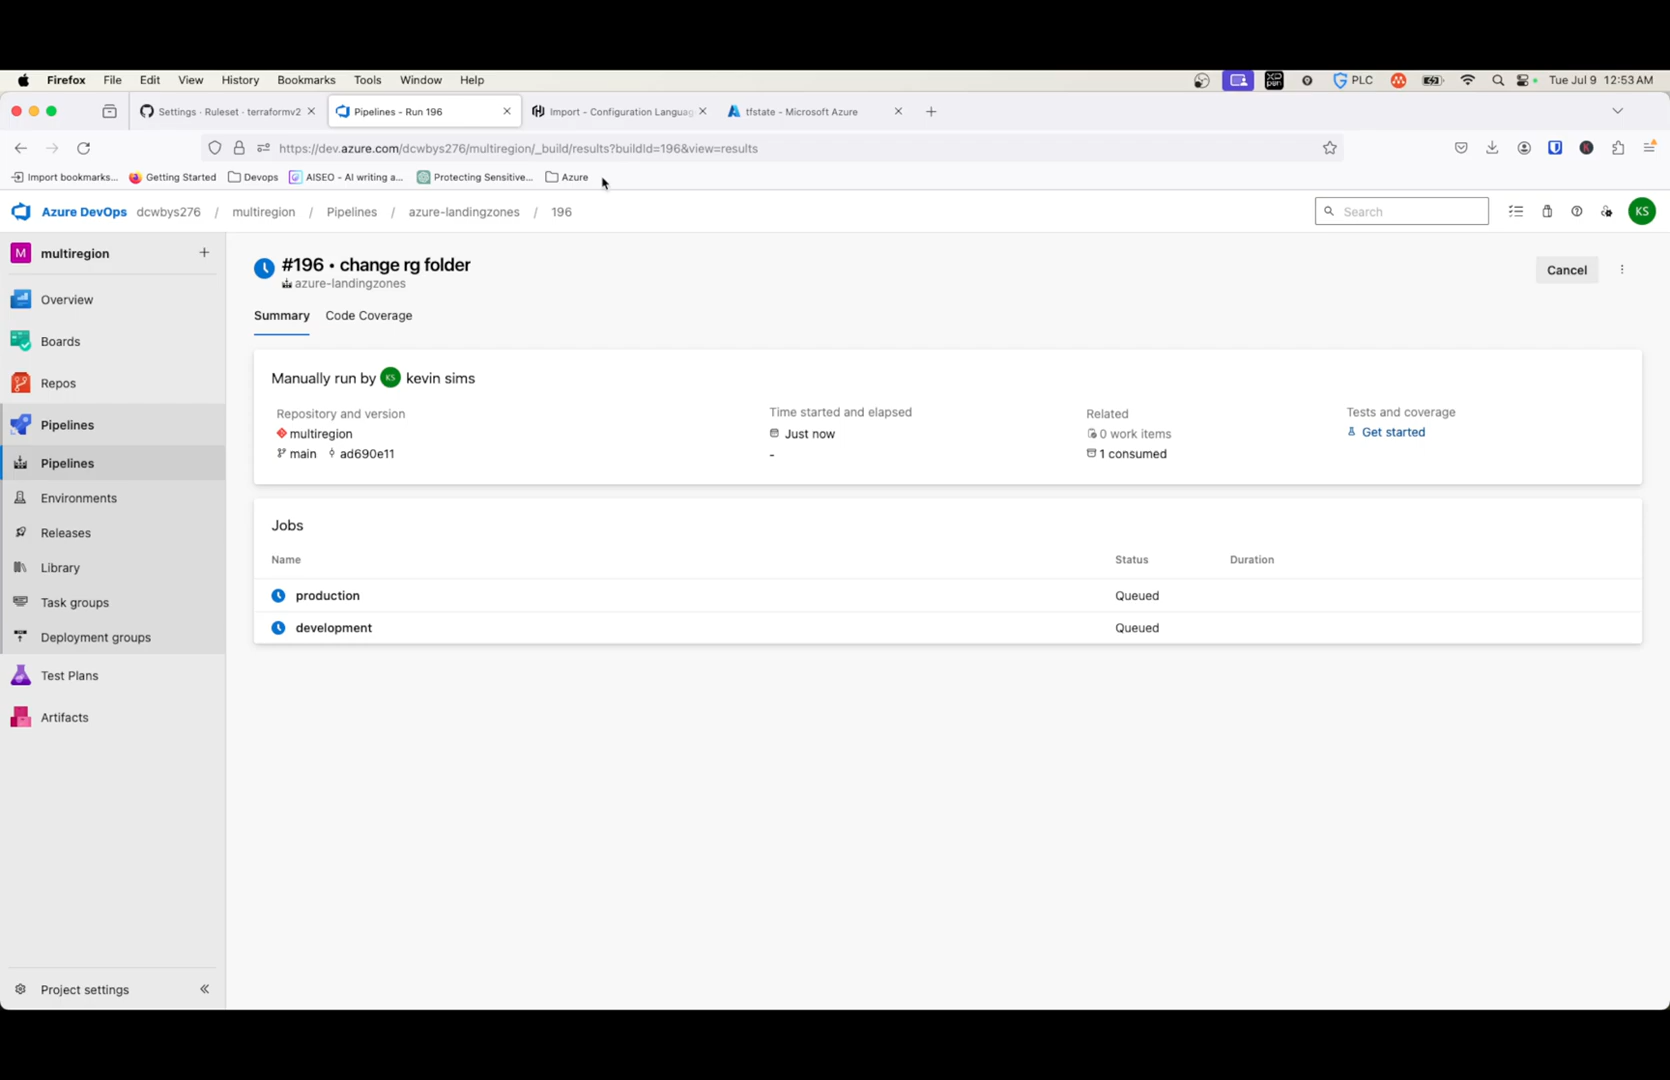 Firefox File Edit View History Bookmarks Tools Window Help PLC Tue Jul 9 12:53 AM
Settings · Ruleset · terraformv2 Pipelines - Run 196 Import - Configuration Languag tfstate - Microsoft Azure
https://dev.azure.com/dcwbys276/multiregion/_build/results?buildId=196&view=results
Import bookmarks... Getting Started Devops AISEO - AI writing a... Protecting Sensitive... Azure
Azure DevOps dcwbys276 / multiregion / Pipelines / azure-landingzones / 196 Search KS
M multiregion
Overview
Boards
Repos
Pipelines
Pipelines
Environments
Releases
Library
Task groups
Deployment groups
Test Plans
Artifacts
Project settings
#196 • change rg folder
azure-landingzones
Cancel
Summary Code Coverage
Manually run by KS kevin sims
Repository and version Time started and elapsed Related Tests and coverage
multiregion Just now 0 work items Get started
main ad690e11 - 1 consumed
Jobs
Name Status Duration
production Queued
development Queued